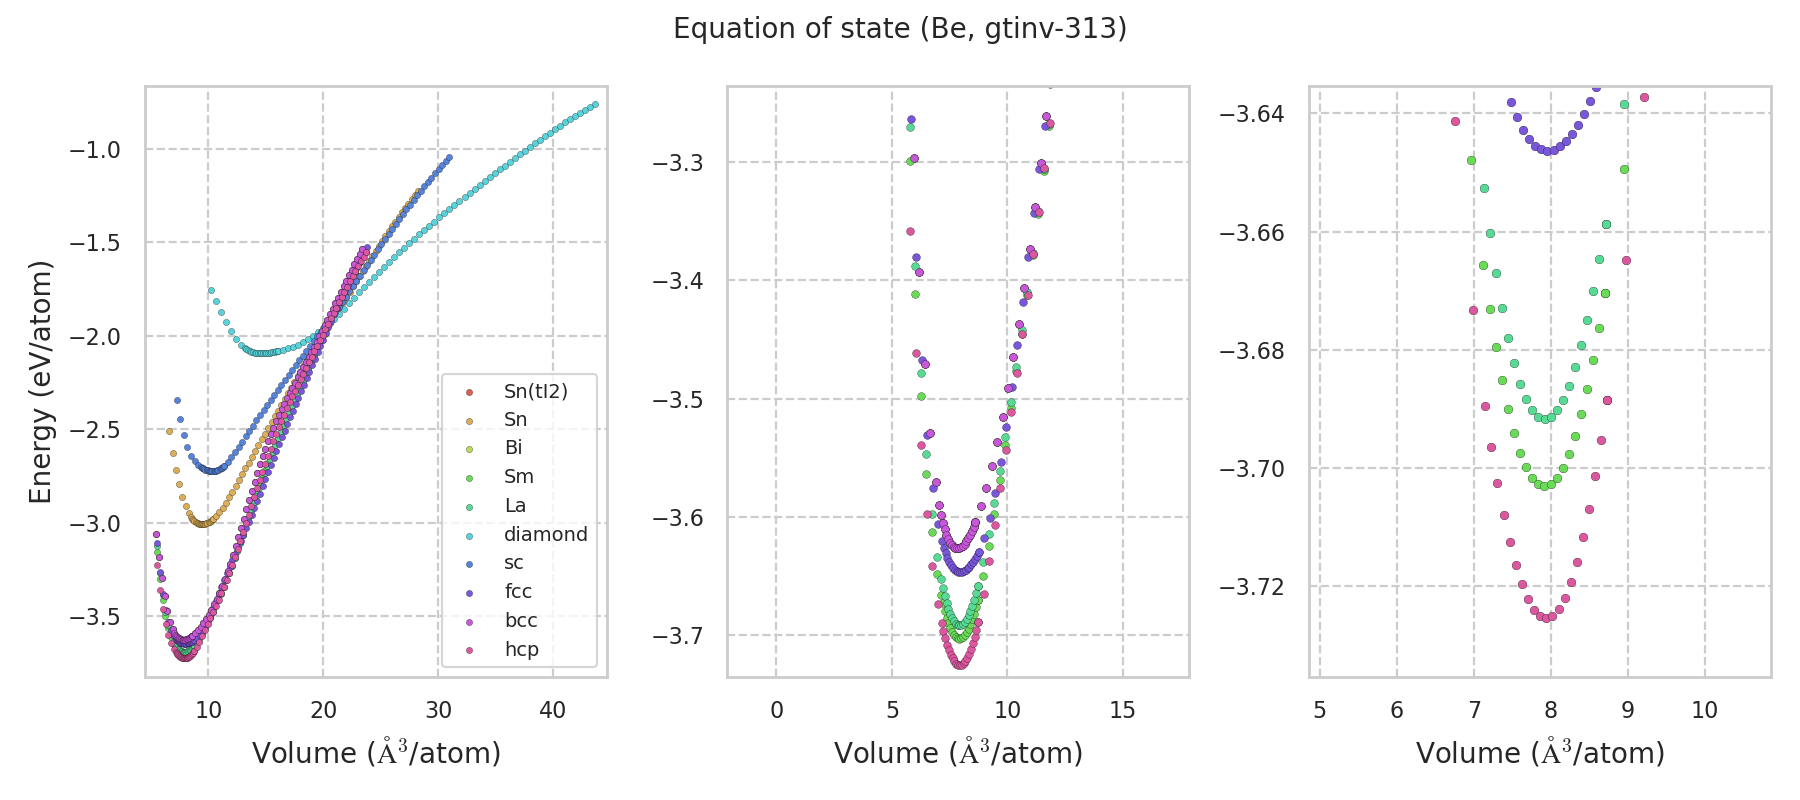 Equation of state (Be, gtinv-313)
Energy (eV/atom)
−1.0
−1.5
−2.0
−2.5
−3.0
−3.5
10
20
30
40
Volume (Å³/atom)
Sn(tI2)
Sn
Bi
Sm
La
diamond
sc
fcc
bcc
hcp
−3.3
−3.4
−3.5
−3.6
−3.7
0
5
10
15
Volume (Å³/atom)
−3.64
−3.66
−3.68
−3.70
−3.72
5
6
7
8
9
10
Volume (Å³/atom)